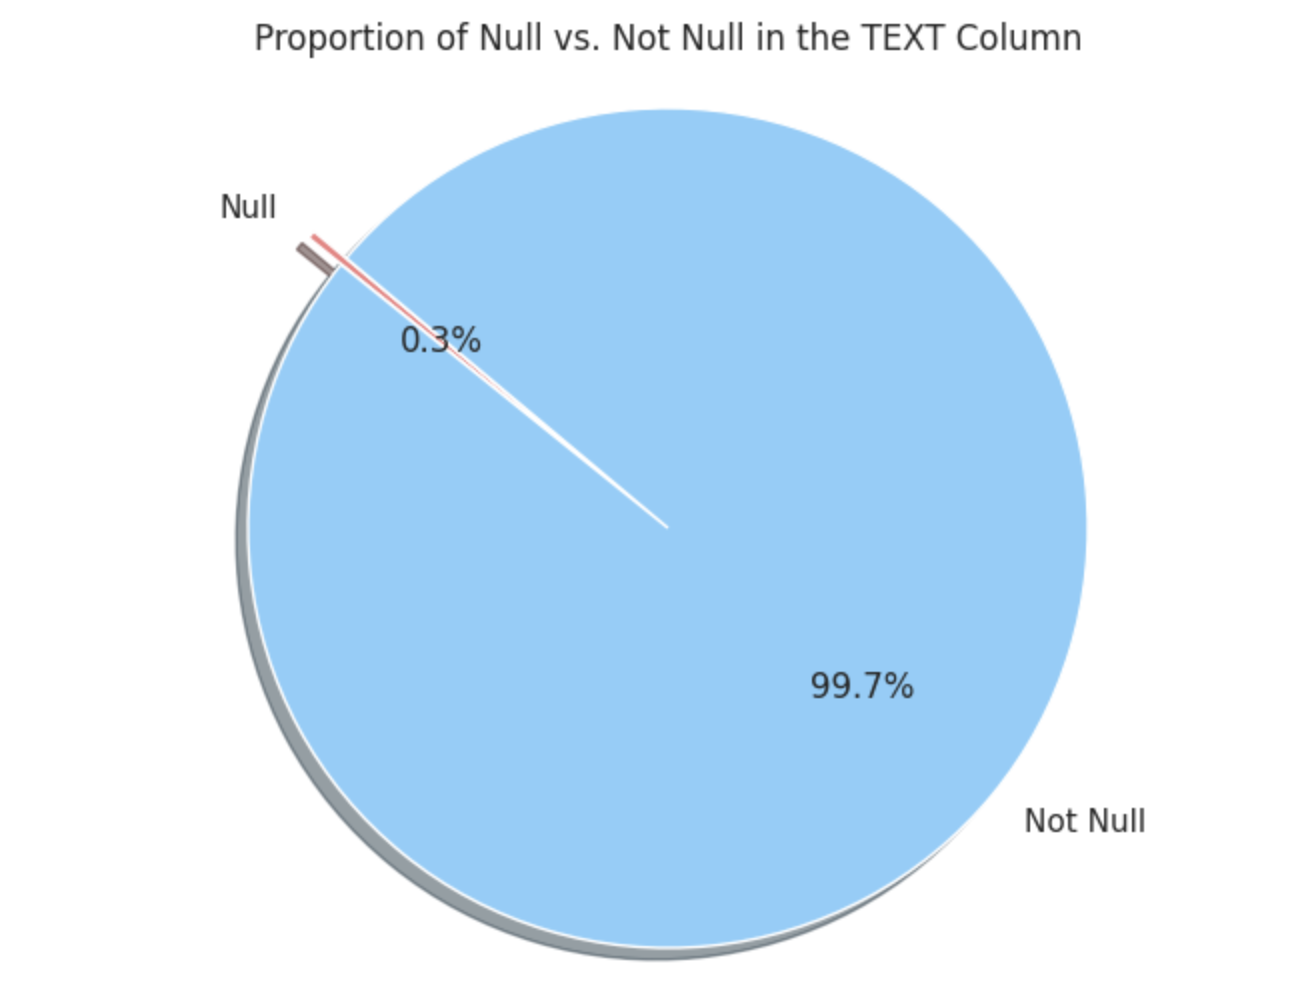 Proportion of Null vs. Not Null in the TEXT Column
Null
0.3%
99.7%
Not Null